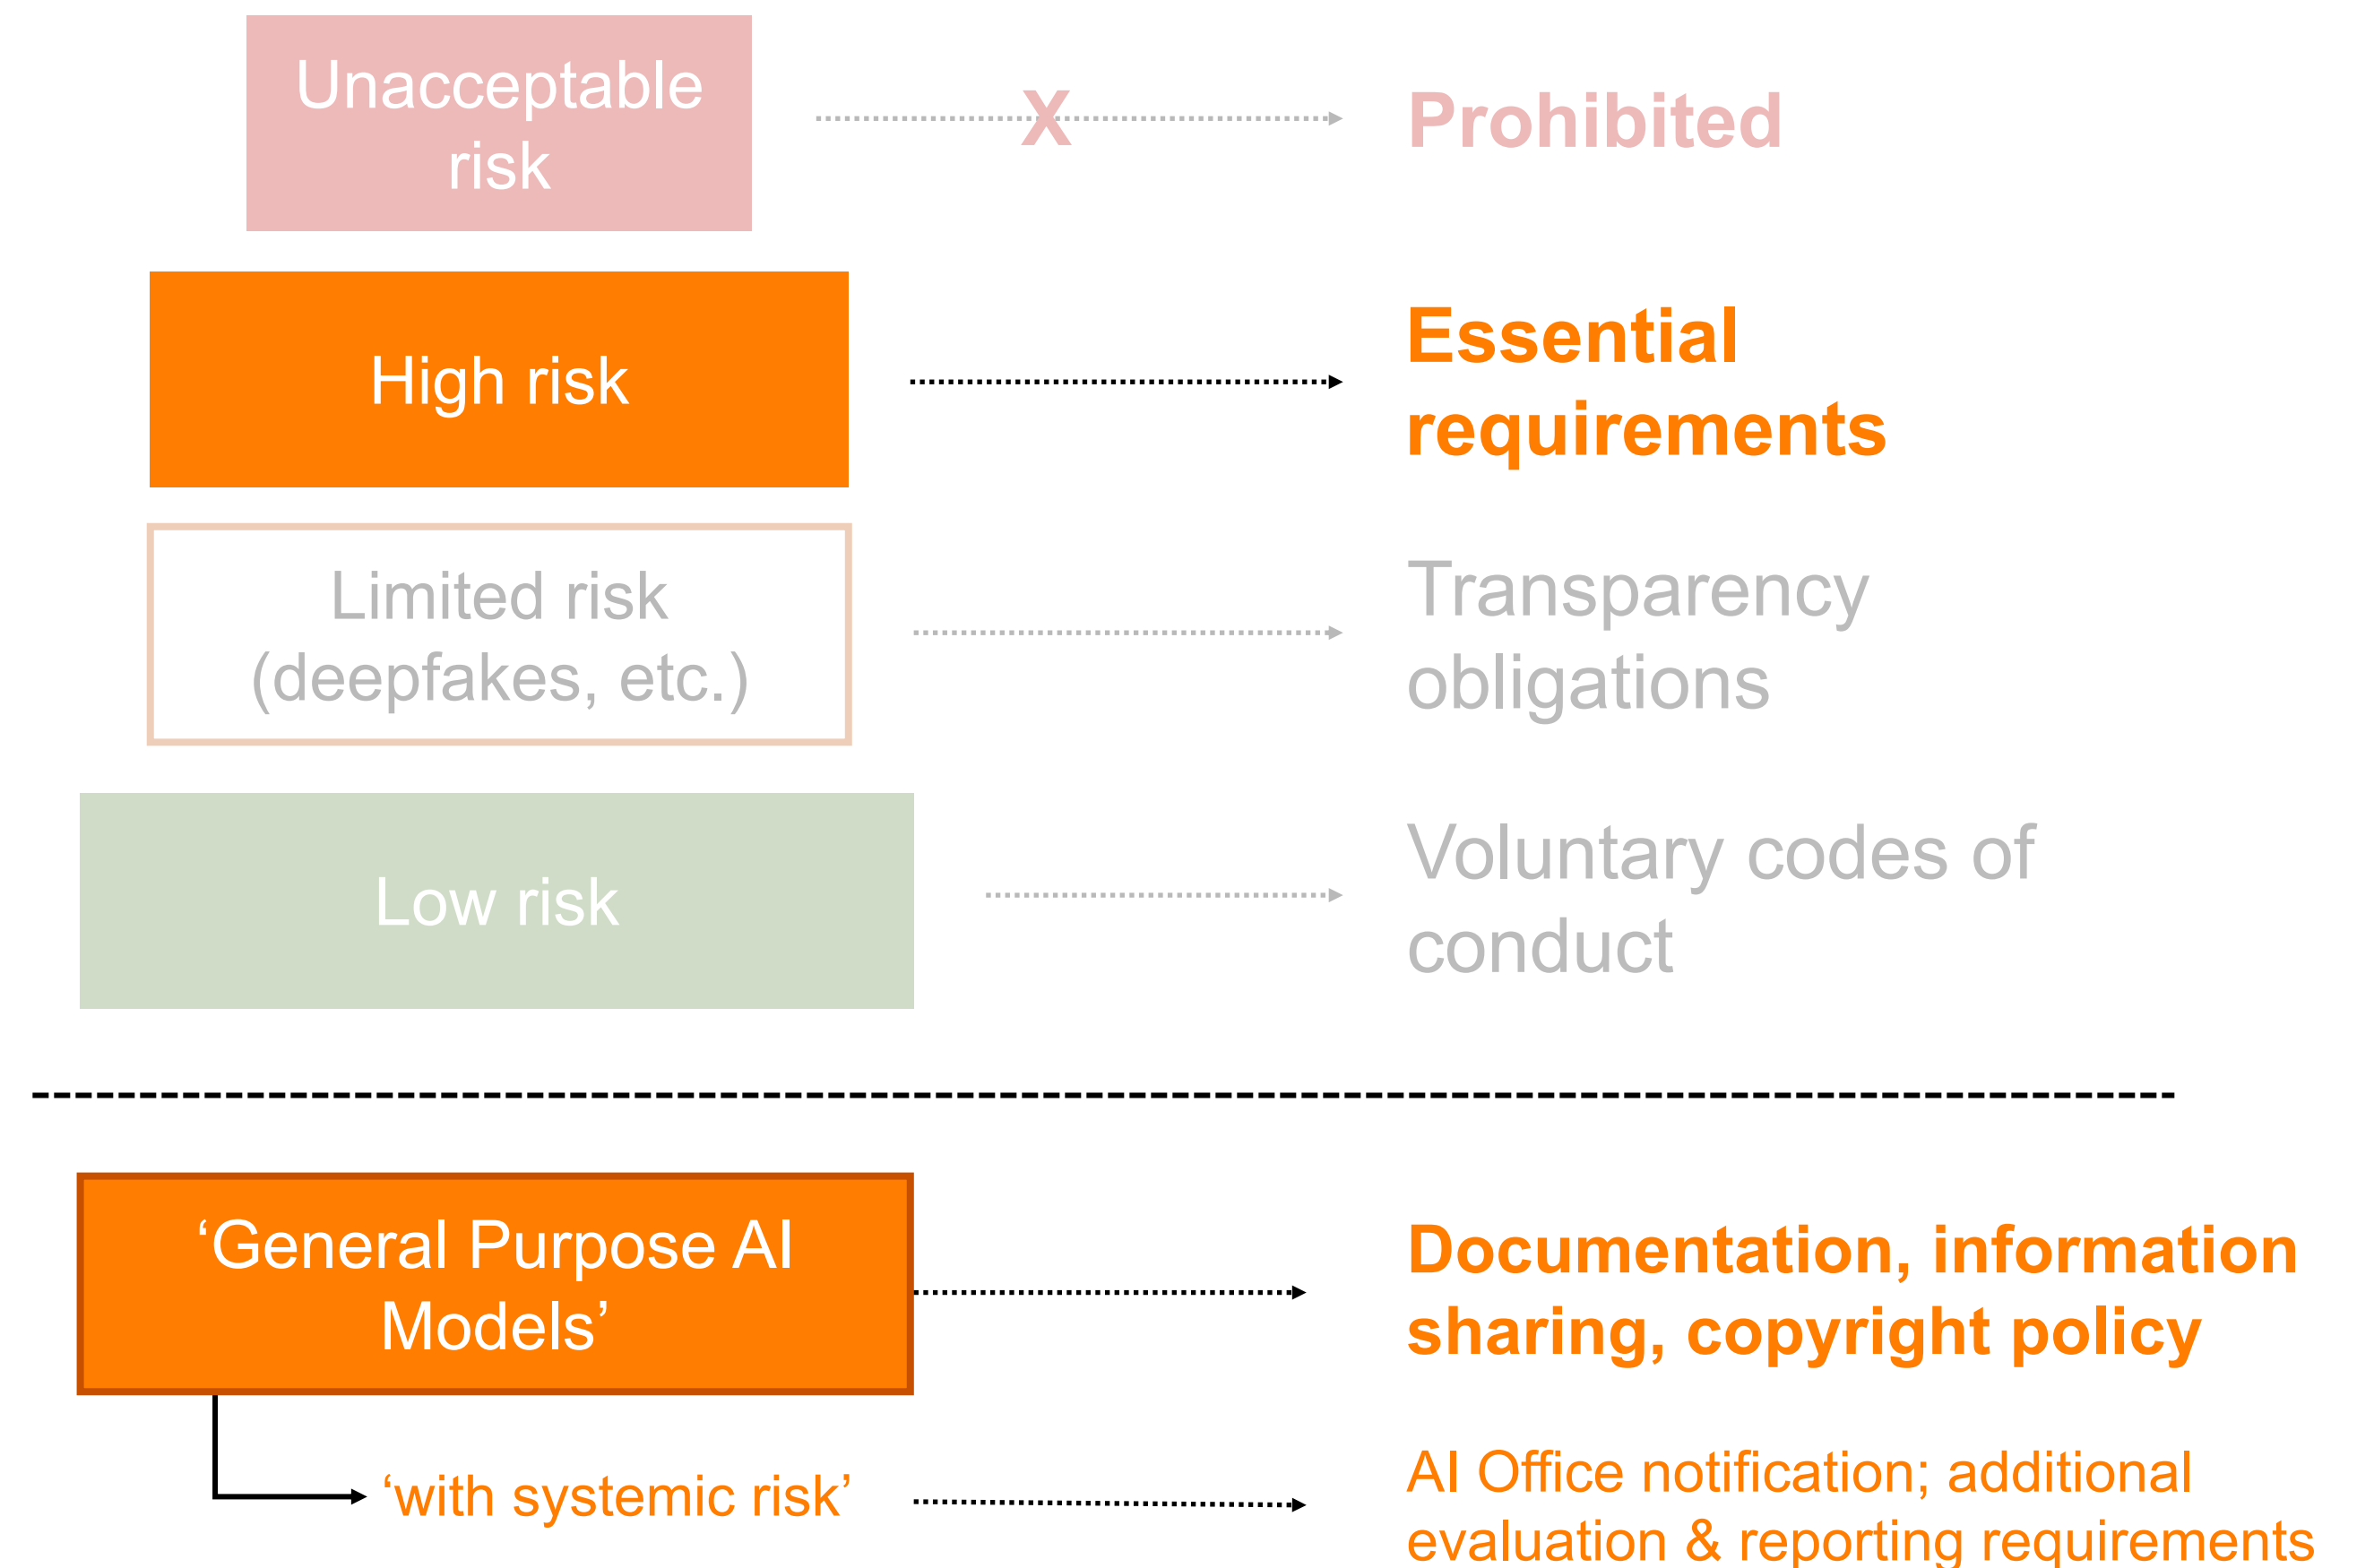 Unacceptable
risk
X
Prohibited
High risk
Essential
requirements
Limited risk
(deepfakes, etc.)
Transparency
obligations
Low risk
Voluntary codes of
conduct
‘General Purpose AI
Models’
Documentation, information
sharing, copyright policy
‘with systemic risk’
AI Office notification; additional
evaluation & reporting requirements